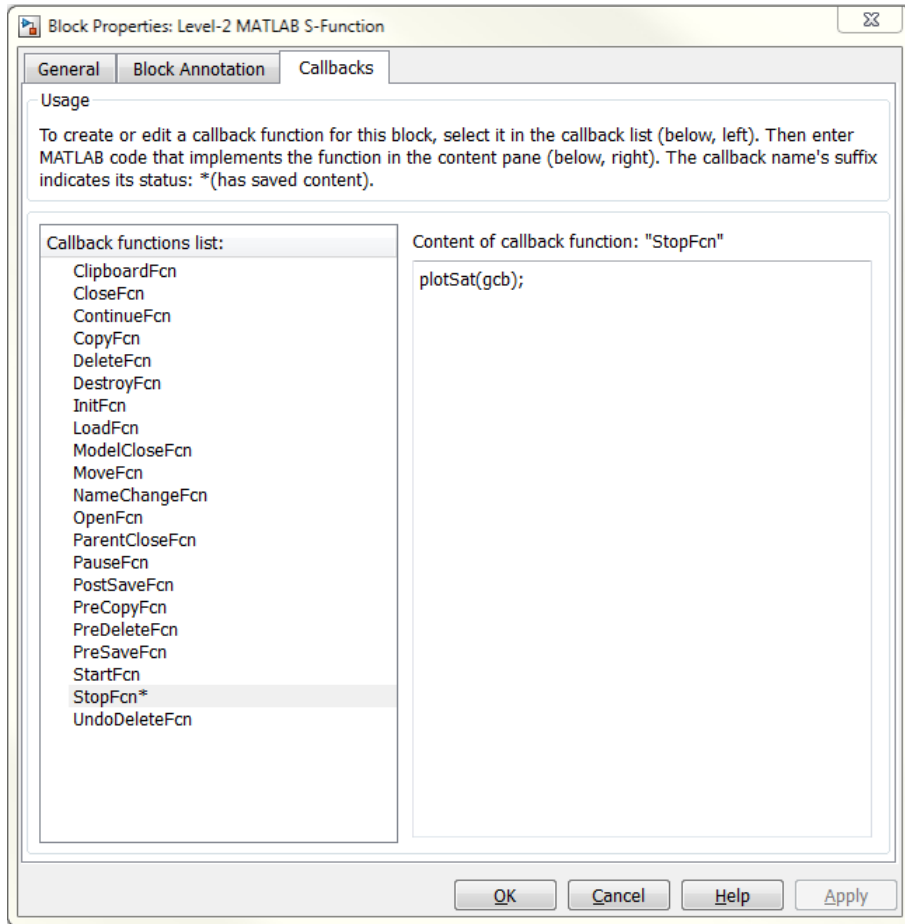 Block Properties: Level-2 MATLAB S-Function
General
Block Annotation
Callbacks
Usage
To create or edit a callback function for this block, select it in the callback list (below, left). Then enter
MATLAB code that implements the function in the content pane (below, right). The callback name's suffix
indicates its status: *(has saved content).
Callback functions list:
ClipboardFcn
CloseFcn
ContinueFcn
CopyFcn
DeleteFcn
DestroyFcn
InitFcn
LoadFcn
ModelCloseFcn
MoveFcn
NameChangeFcn
OpenFcn
ParentCloseFcn
PauseFcn
PostSaveFcn
PreCopyFcn
PreDeleteFcn
PreSaveFcn
StartFcn
StopFcn*
UndoDeleteFcn
Content of callback function: "StopFcn"
plotSat(gcb);
OK
Cancel
Help
Apply